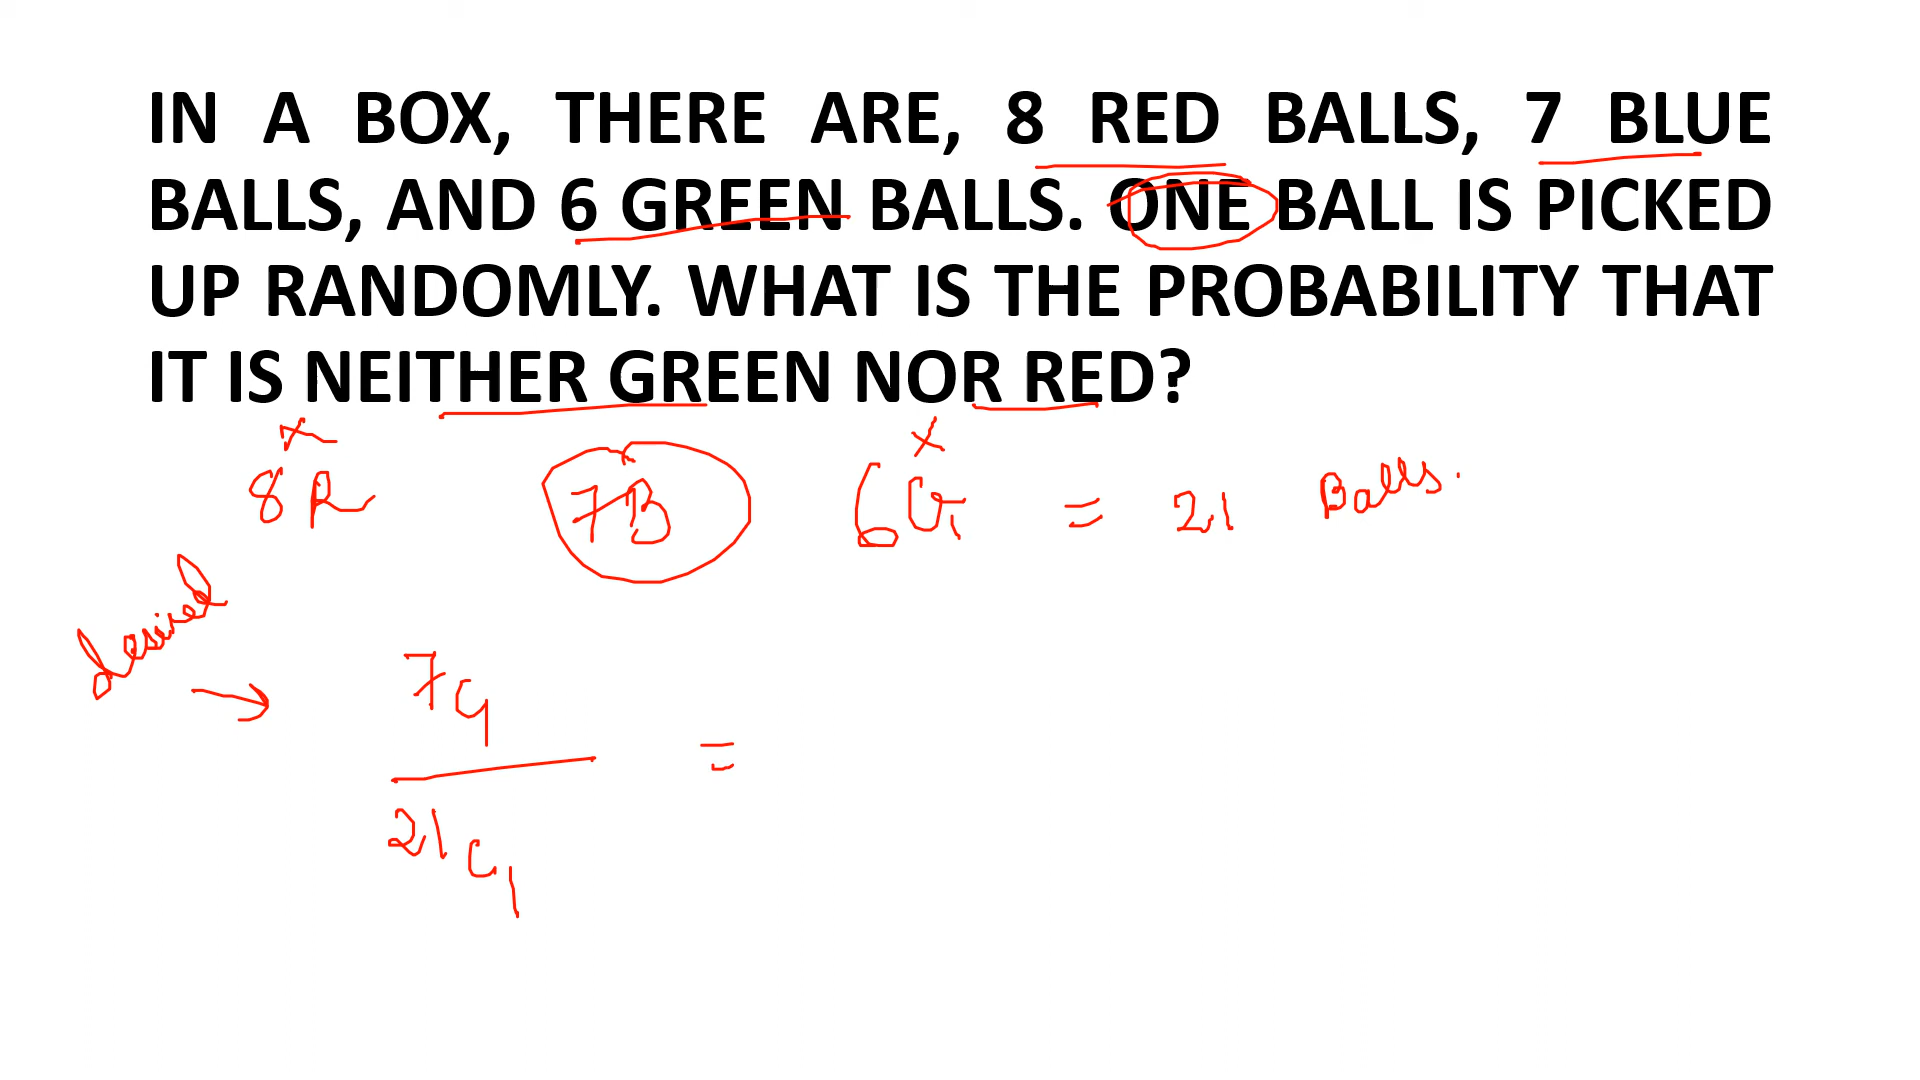 IN A BOX, THERE ARE, 8 RED BALLS, 7 BLUE
BALLS, AND 6 GREEN BALLS. ONE BALL IS PICKED
UP RANDOMLY. WHAT IS THE PROBABILITY THAT
IT IS NEITHER GREEN NOR RED?
x x
8R 7B 6G = 21 Balls.
desired
→ 7C1 =
21C1